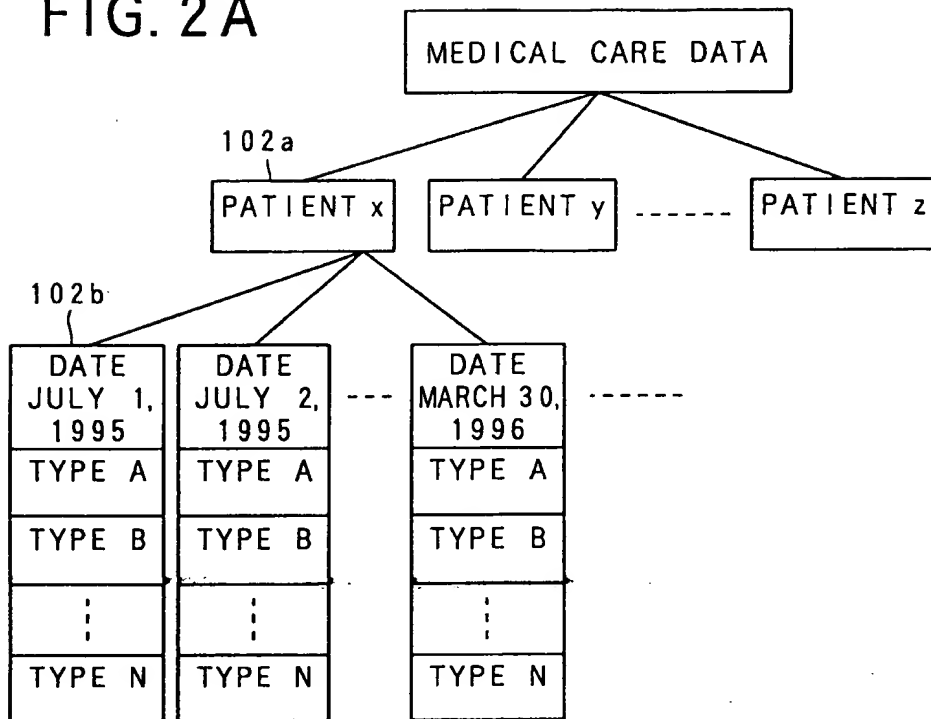 FIG. 2A
MEDICAL CARE DATA
102a
PATIENT x
PATIENT y
PATIENT z
102b
DATE
JULY 1,
1995
TYPE A
TYPE B
TYPE N
DATE
JULY 2,
1995
TYPE A
TYPE B
TYPE N
DATE
MARCH 30,
1996
TYPE A
TYPE B
TYPE N